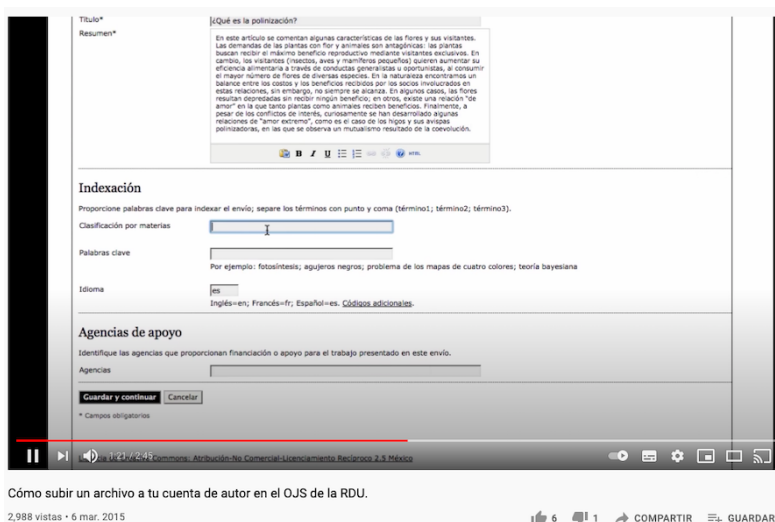 Título*
¿Qué es la polinización?
Resumen*
En este artículo se comentan algunas características de las flores y sus visitantes.
Las demandas de las plantas con flor y animales son antagónicas: las plantas
buscan recibir el máximo beneficio reproductivo mediante visitantes exclusivos. En
cambio, los visitantes (insectos, aves y mamíferos pequeños) quieren aumentar su
eficiencia alimentaria a través de conductas generalistas u oportunistas, al consumir
el mayor número de flores de diversas especies. En la naturaleza encontramos un
balance entre los costos y los beneficios recibidos por los socios involucrados en
estas relaciones, sin embargo, no siempre se alcanza. En algunos casos, las flores
resultan depredadas sin recibir ningún beneficio; en otros, existe una relación "de
amor" en la que tanto plantas como animales reciben beneficios. Finalmente, a
pesar de los conflictos de interés, curiosamente se han desarrollado algunas
relaciones de "amor extremo", como es el caso de los higos y sus avispas
polinizadoras, en las que se observa un mutualismo resultado de la coevolución.
B I U HTML
Indexación
Proporcione palabras clave para indexar el envío; separe los términos con punto y coma (término1; término2; término3).
Clasificación por materias
Palabras clave
Por ejemplo: fotosíntesis; agujeros negros; problema de los mapas de cuatro colores; teoría bayesiana
Idioma
es
Inglés=en; Francés=fr; Español=es. Códigos adicionales.
Agencias de apoyo
Identifique las agencias que proporcionan financiación o apoyo para el trabajo presentado en este envío.
Agencias
Guardar y continuar Cancelar
* Campos obligatorios
1:21 / 2:45
Creative Commons: Atribución-No Comercial-Licenciamiento Recíproco 2.5 México
Cómo subir un archivo a tu cuenta de autor en el OJS de la RDU.
2,988 vistas • 6 mar. 2015
6 1 COMPARTIR GUARDAR